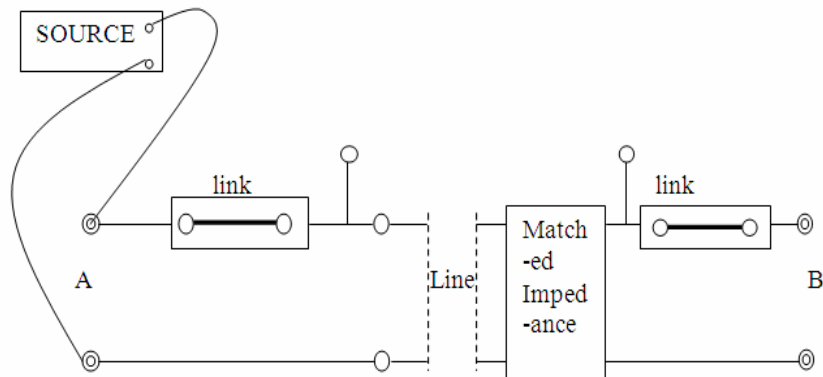 SOURCE
link
link
A
Line
Match
-ed
Imped
-ance
B